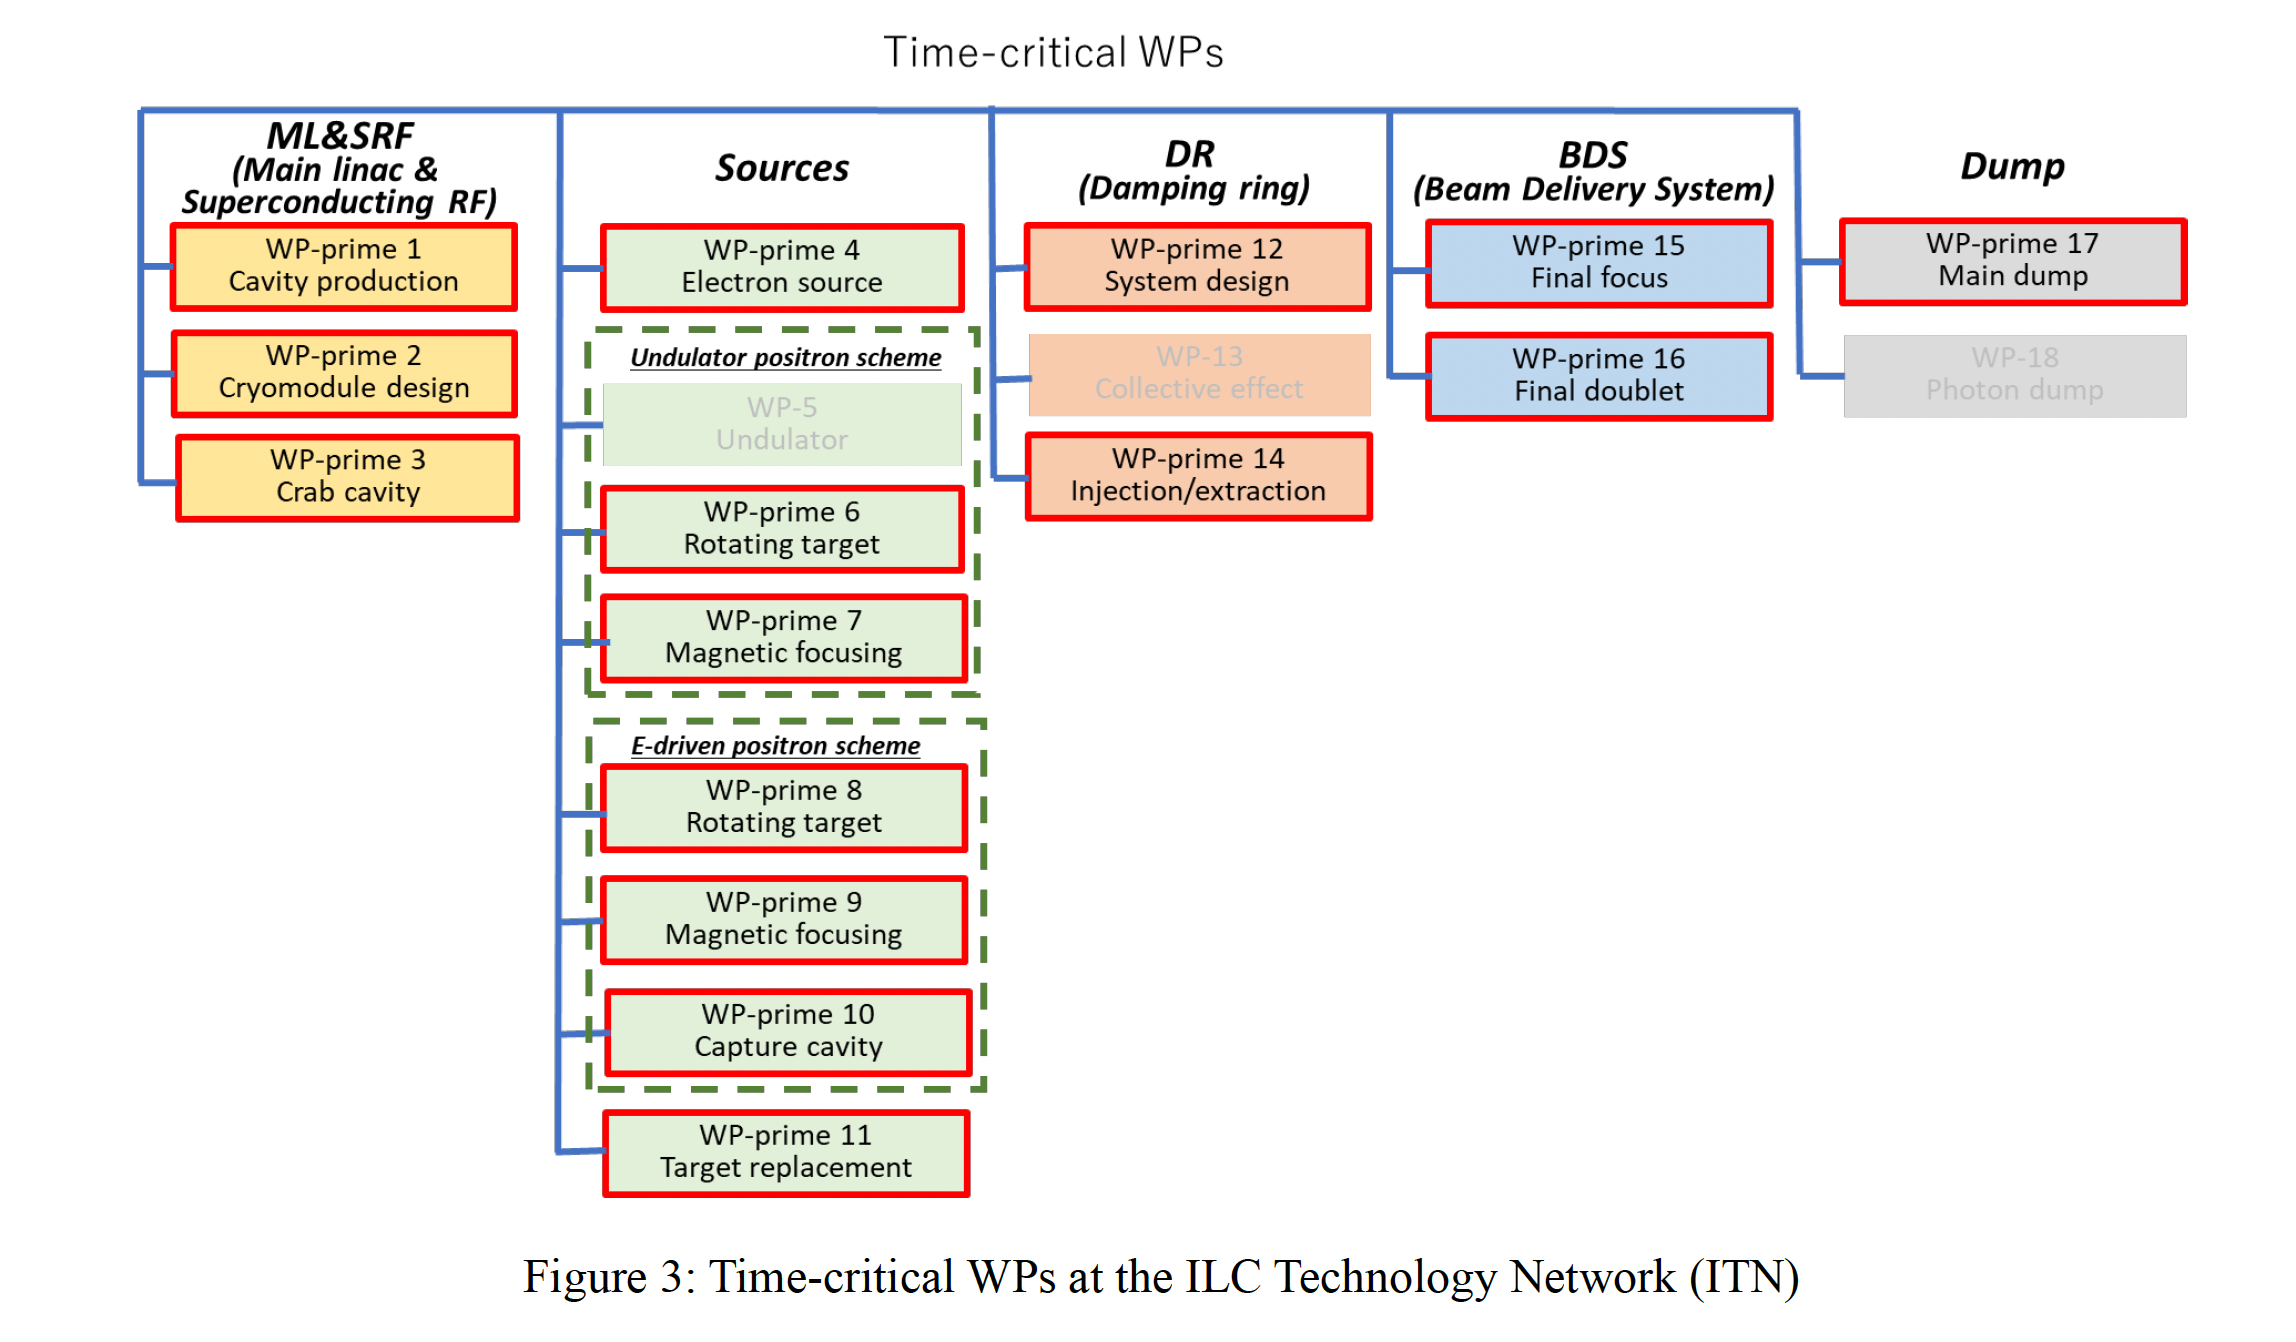 Time-critical WPs
ML&SRF
(Main linac &
Superconducting RF)
WP-prime 1
Cavity production
WP-prime 2
Cryomodule design
WP-prime 3
Crab cavity
Sources
WP-prime 4
Electron source
Undulator positron scheme
WP-5
Undulator
WP-prime 6
Rotating target
WP-prime 7
Magnetic focusing
E-driven positron scheme
WP-prime 8
Rotating target
WP-prime 9
Magnetic focusing
WP-prime 10
Capture cavity
WP-prime 11
Target replacement
DR
(Damping ring)
WP-prime 12
System design
WP-13
Collective effect
WP-prime 14
Injection/extraction
BDS
(Beam Delivery System)
WP-prime 15
Final focus
WP-prime 16
Final doublet
Dump
WP-prime 17
Main dump
WP-18
Photon dump
Figure 3: Time-critical WPs at the ILC Technology Network (ITN)